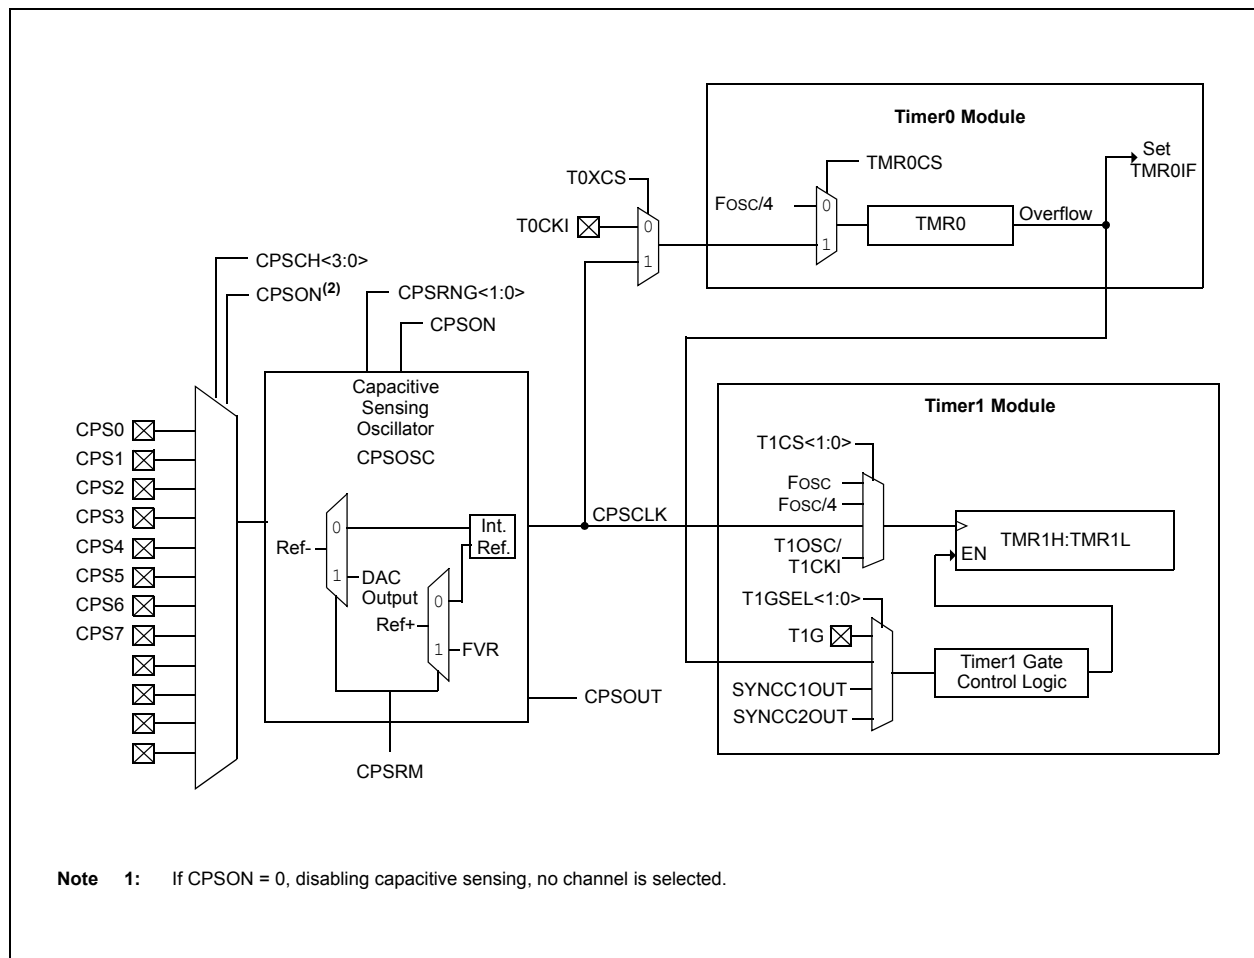 Timer0 Module
Set
TMR0IF
TMR0CS
T0XCS
FOSC/4
0
1
TMR0
Overflow
T0CKI
0
1
CPSCH<3:0>
CPSON(2)
CPSRNG<1:0>
CPSON
Capacitive
Sensing
Oscillator
CPSOSC
Timer1 Module
T1CS<1:0>
FOSC
FOSC/4
CPSCLK
T1OSC/
T1CKI
EN
TMR1H:TMR1L
CPS0
CPS1
CPS2
CPS3
CPS4
CPS5
CPS6
CPS7
Ref-
0
1
Int.
Ref.
DAC
Output
Ref+
0
1
FVR
T1GSEL<1:0>
T1G
SYNCC1OUT
SYNCC2OUT
Timer1 Gate
Control Logic
CPSOUT
CPSRM
Note 1: If CPSON = 0, disabling capacitive sensing, no channel is selected.